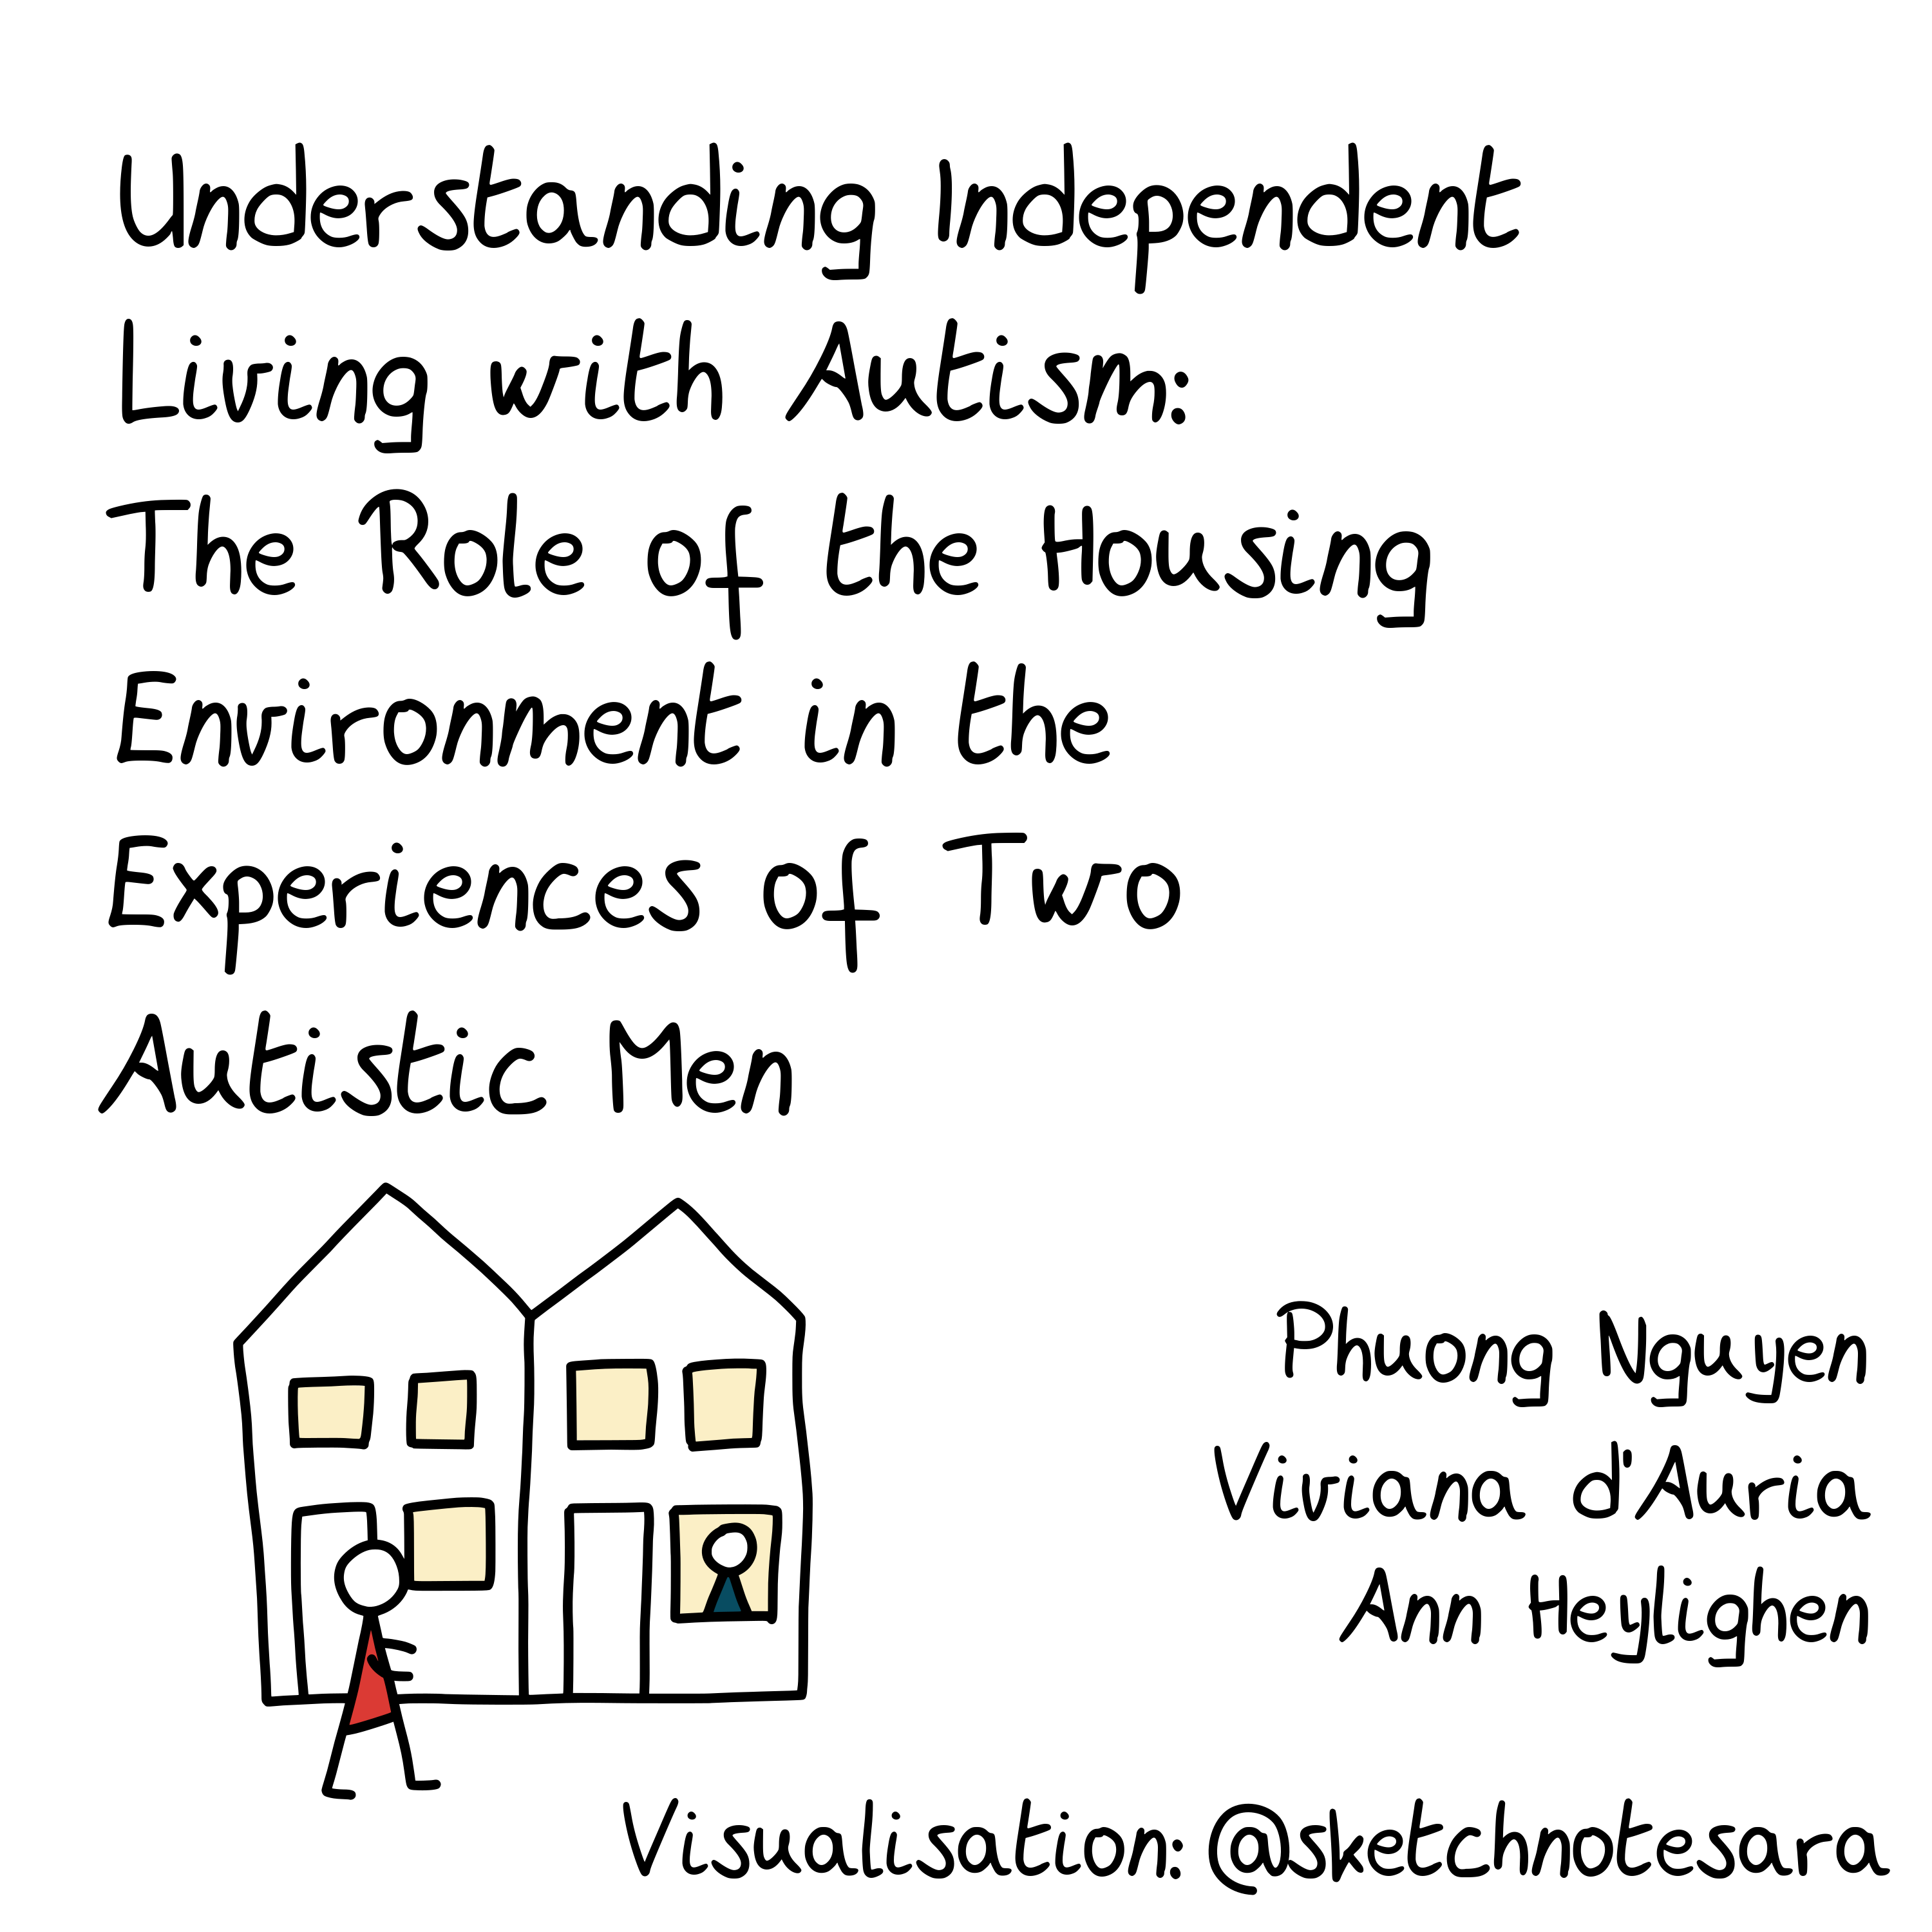 Understanding Independent
Living with Autism:
The Role of the Housing
Environment in the
Experiences of Two
Autistic Men
Phuong Nguyen
Viviana d'Auria
Ann Heylighen
Visualisation: @sketchnotessarra